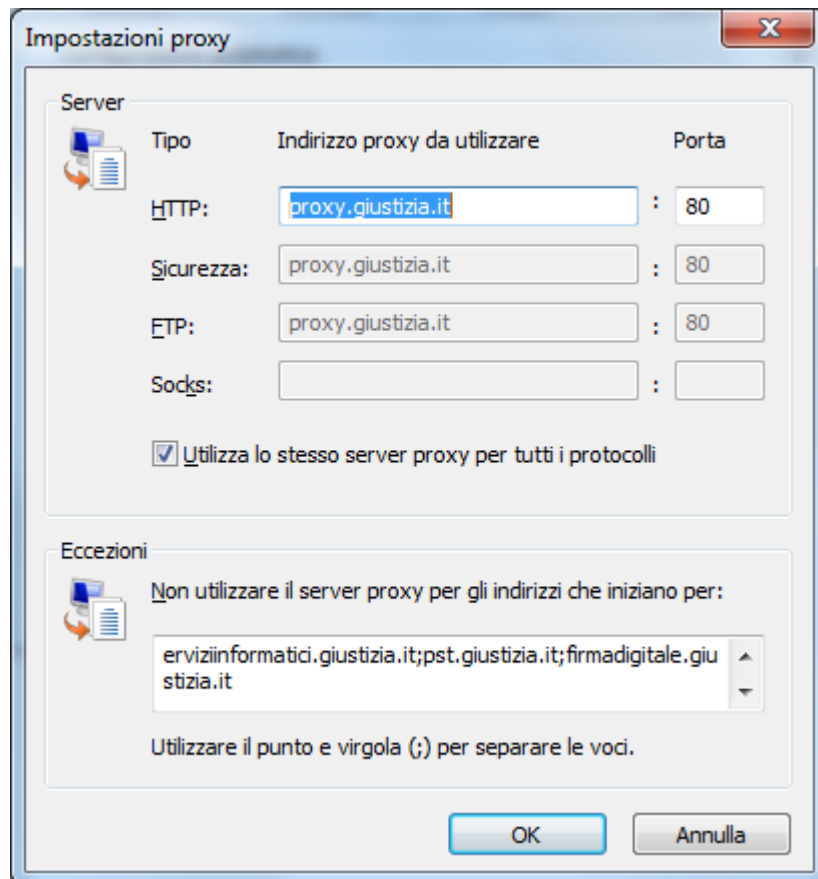 Impostazioni proxy
Server
Tipo Indirizzo proxy da utilizzare Porta
HTTP: proxy.giustizia.it : 80
Sicurezza: proxy.giustizia.it : 80
FTP: proxy.giustizia.it : 80
Socks: :
Utilizza lo stesso server proxy per tutti i protocolli
Eccezioni
Non utilizzare il server proxy per gli indirizzi che iniziano per:
erviziinformatici.giustizia.it;pst.giustizia.it;firmadigitale.giu
stizia.it
Utilizzare il punto e virgola (;) per separare le voci.
OK Annulla